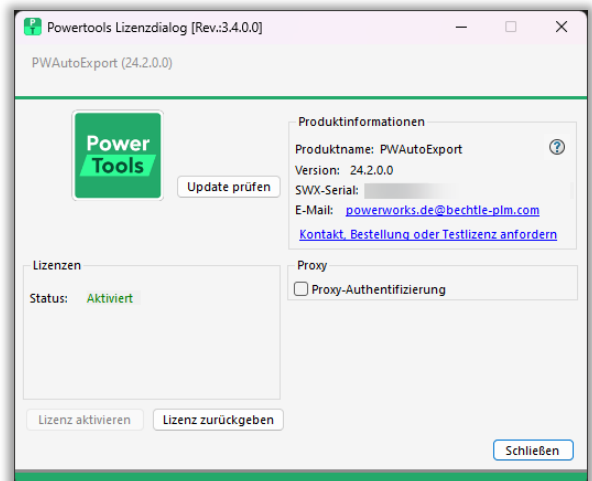 Powertools Lizenzdialog [Rev.:3.4.0.0]
PWAutoExport (24.2.0.0)
Power
Tools
Update prüfen
Produktinformationen
Produktname: PWAutoExport
Version: 24.2.0.0
SWX-Serial:
E-Mail: powerworks.de@bechtle-plm.com
Kontakt, Bestellung oder Testlizenz anfordern
Lizenzen
Status: Aktiviert
Proxy
Proxy-Authentifizierung
Lizenz aktivieren
Lizenz zurückgeben
Schließen